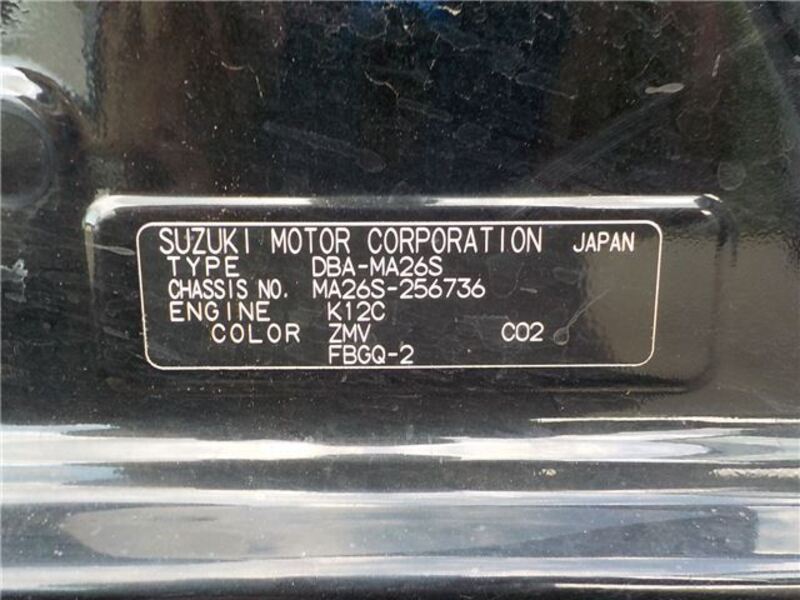 SUZUKI MOTOR CORPORATION JAPAN
TYPE DBA-MA26S
CHASSIS NO. MA26S-256736
ENGINE K12C
COLOR ZMV C02
FBGQ-2